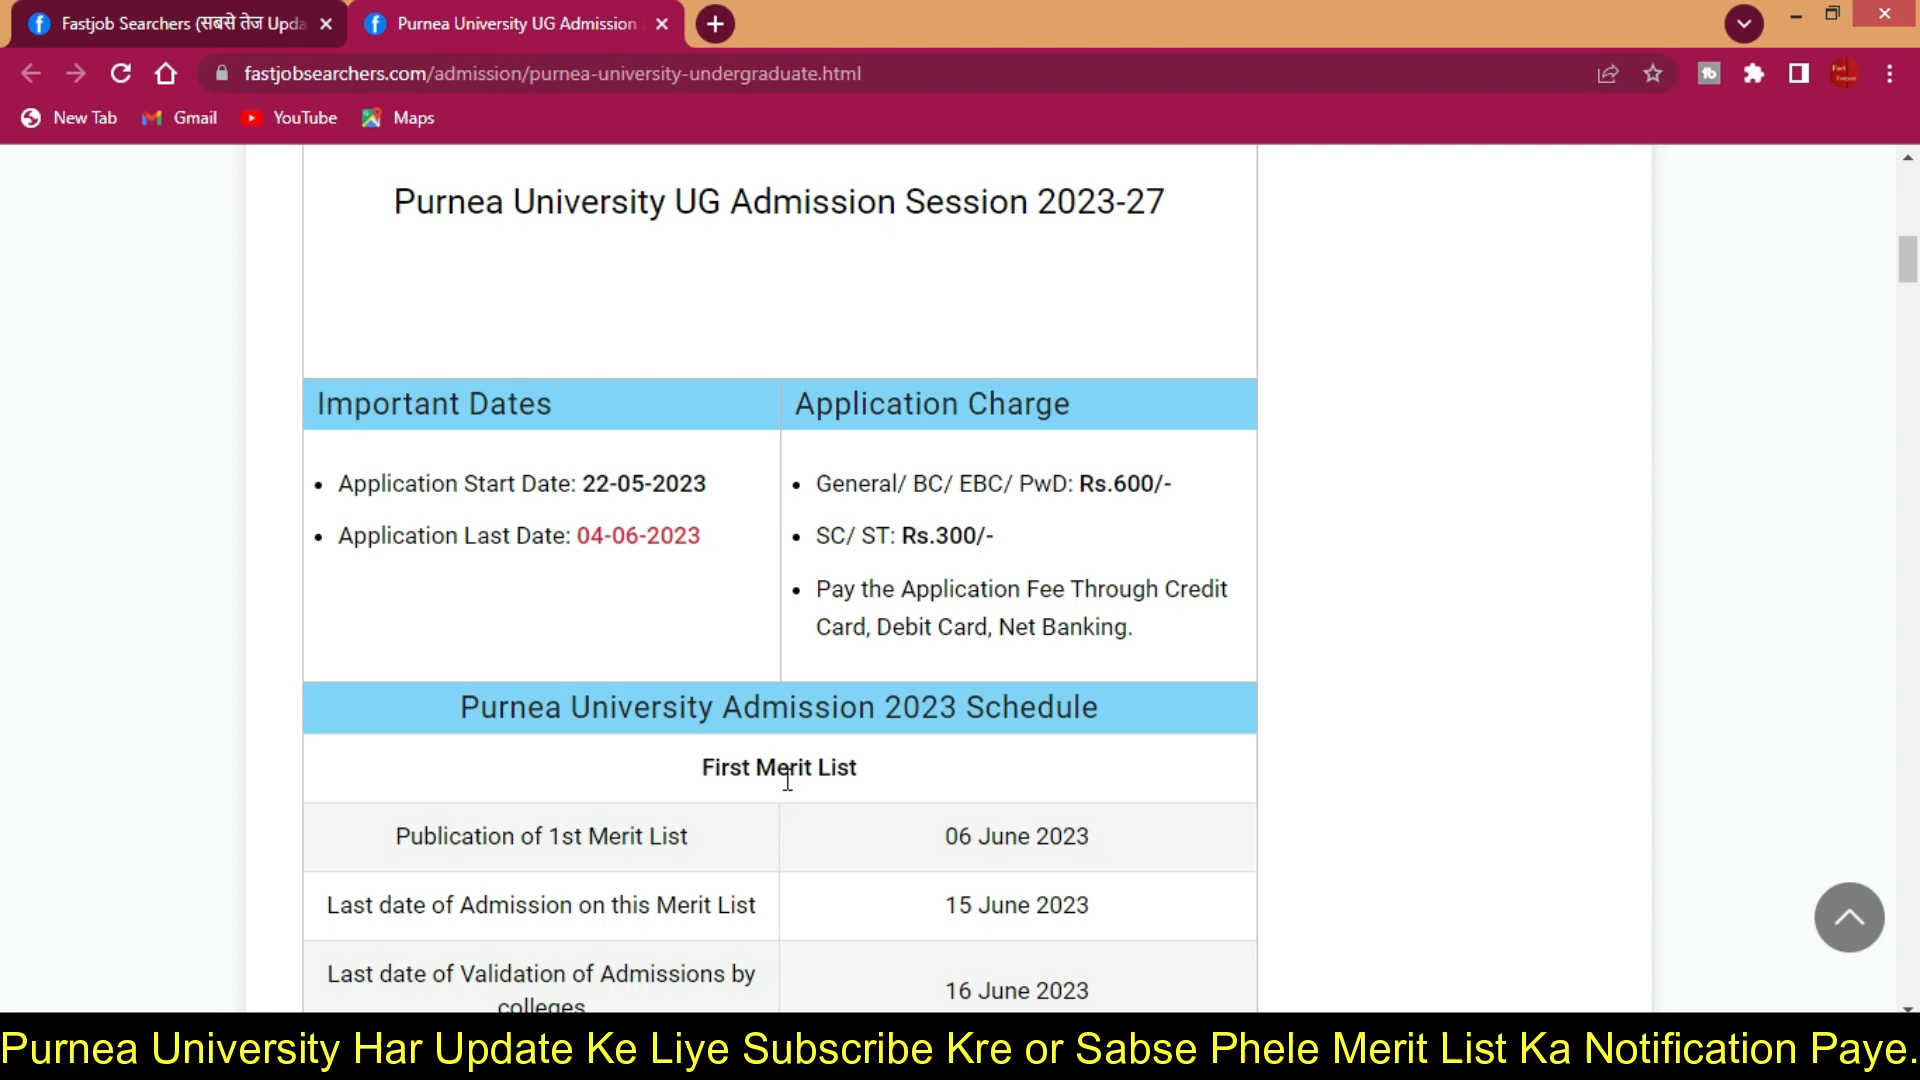 Fastjob Searchers (सबसे तेज Upda
Purnea University UG Admission
fastjobsearchers.com/admission/purnea-university-undergraduate.html
New Tab
Gmail
YouTube
Maps
Purnea University UG Admission Session 2023-27
Important Dates
Application Charge
• Application Start Date: 22-05-2023
• Application Last Date: 04-06-2023
• General/ BC/ EBC/ PwD: Rs.600/-
• SC/ ST: Rs.300/-
• Pay the Application Fee Through Credit
Card, Debit Card, Net Banking.
Purnea University Admission 2023 Schedule
First Merit List
Publication of 1st Merit List
06 June 2023
Last date of Admission on this Merit List
15 June 2023
Last date of Validation of Admissions by
colleges
16 June 2023
Purnea University Har Update Ke Liye Subscribe Kre or Sabse Phele Merit List Ka Notification Paye.